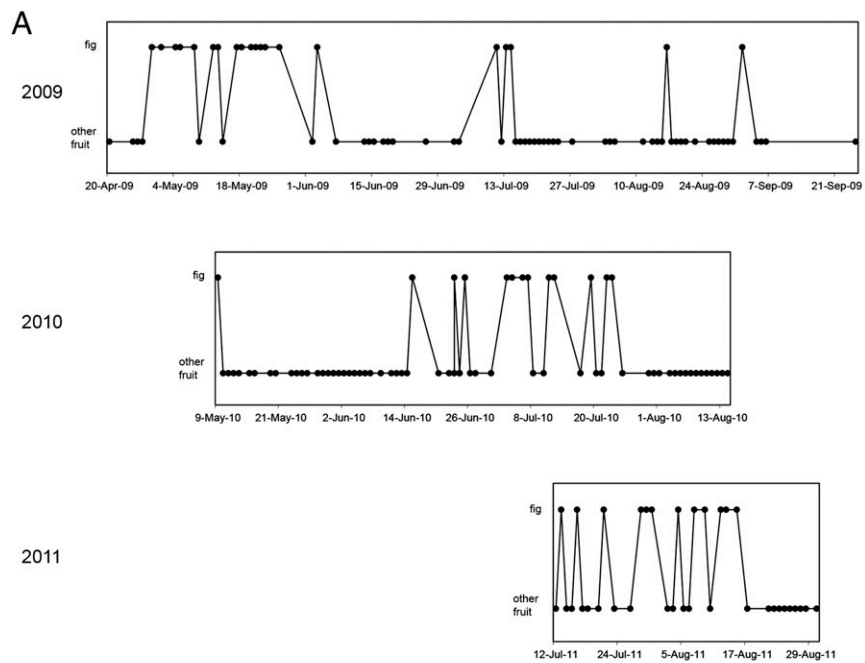 A
2009
fig
other
fruit
20-Apr-09 4-May-09 18-May-09 1-Jun-09 15-Jun-09 29-Jun-09 13-Jul-09 27-Jul-09 10-Aug-09 24-Aug-09 7-Sep-09 21-Sep-09
2010
fig
other
fruit
9-May-10 21-May-10 2-Jun-10 14-Jun-10 26-Jun-10 8-Jul-10 20-Jul-10 1-Aug-10 13-Aug-10
2011
fig
other
fruit
12-Jul-11 24-Jul-11 5-Aug-11 17-Aug-11 29-Aug-11